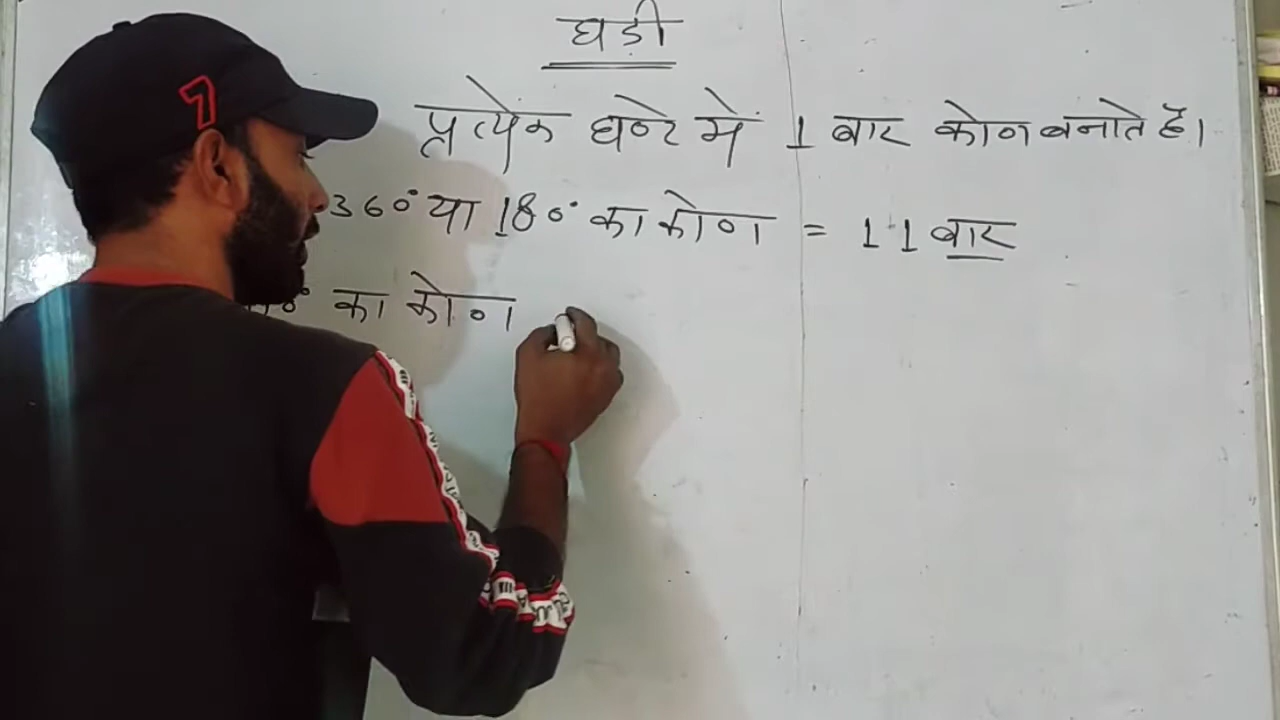 घड़ी
प्रत्येक घण्टे में 1 बार कोण बनाते हैं।
360° या 180° का कोण = 11 बार
का कोण